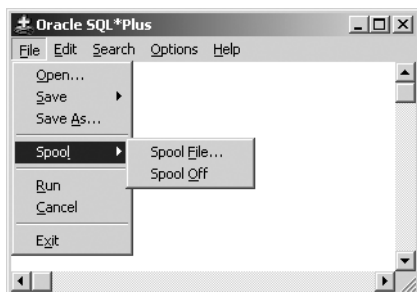 Oracle SQL*Plus
File Edit Search Options Help
Open...
Save
Save As...
Spool
Spool File...
Spool Off
Run
Cancel
Exit